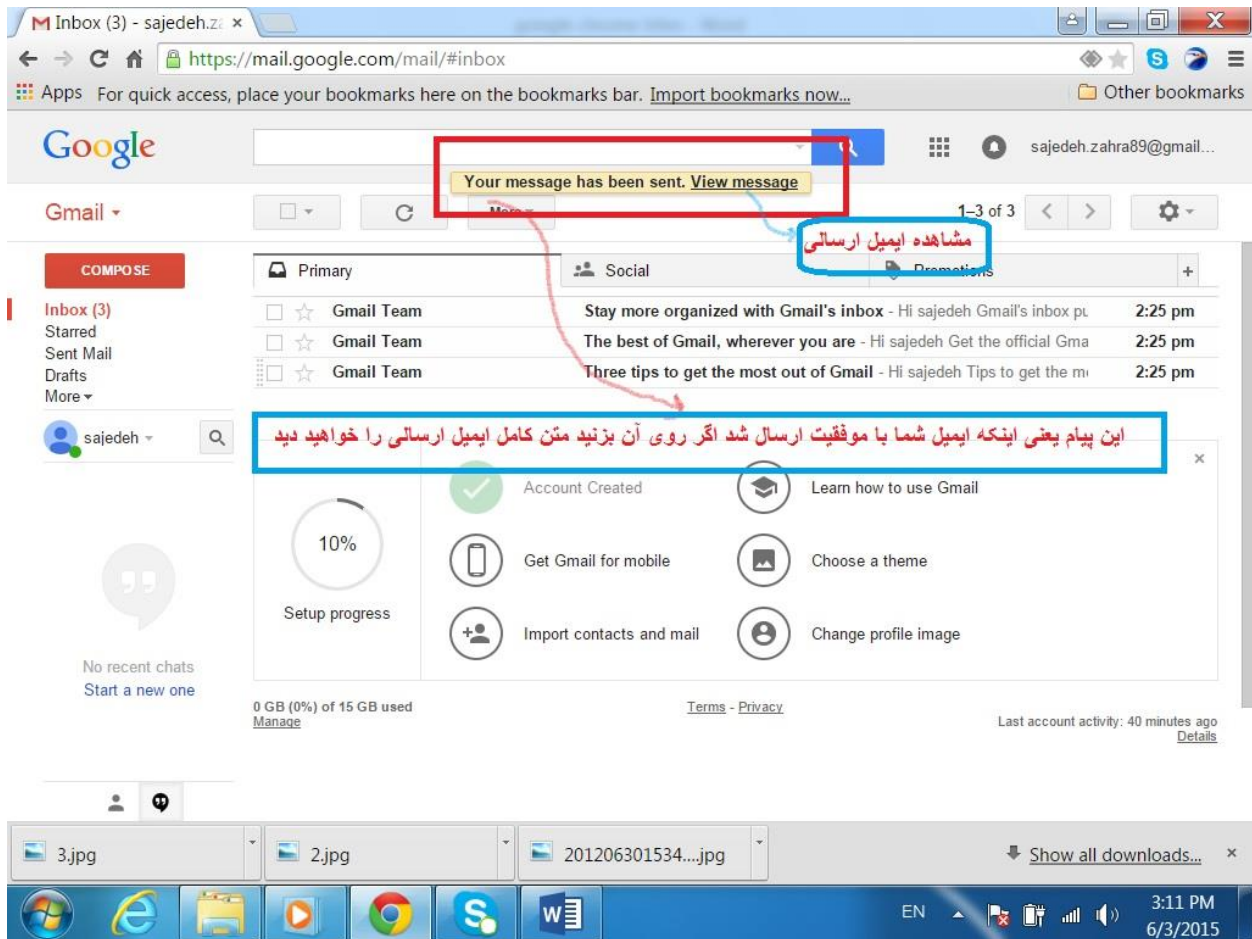 Inbox (3) - sajedeh.za
https://mail.google.com/mail/#inbox
Apps For quick access, place your bookmarks here on the bookmarks bar. Import bookmarks now...
Other bookmarks
Google
sajedeh.zahra89@gmail...
Your message has been sent. View message
Gmail
More
1–3 of 3
مشاهده ایمیل ارسالی
COMPOSE
Primary
Social
Promotions
Inbox (3)
Starred
Sent Mail
Drafts
More
Gmail Team Stay more organized with Gmail's inbox - Hi sajedeh Gmail's inbox pu 2:25 pm
Gmail Team The best of Gmail, wherever you are - Hi sajedeh Get the official Gma 2:25 pm
Gmail Team Three tips to get the most out of Gmail - Hi sajedeh Tips to get the m 2:25 pm
sajedeh
این پیام یعنی اینکه ایمیل شما با موفقیت ارسال شد اگر روی آن بزنید متن کامل ایمیل ارسالی را خواهید دید
Account Created
Learn how to use Gmail
10%
Get Gmail for mobile
Choose a theme
Setup progress
Import contacts and mail
Change profile image
No recent chats
Start a new one
0 GB (0%) of 15 GB used
Manage
Terms - Privacy
Last account activity: 40 minutes ago
Details
3.jpg
2.jpg
201206301534....jpg
Show all downloads...
EN
3:11 PM
6/3/2015